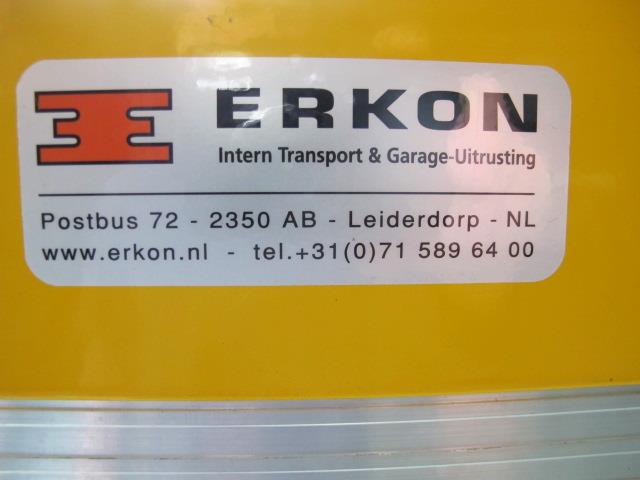 ERKON
Intern Transport & Garage-Uitrusting
Postbus 72 - 2350 AB - Leiderdorp - NL
www.erkon.nl - tel.+31(0)71 589 64 00